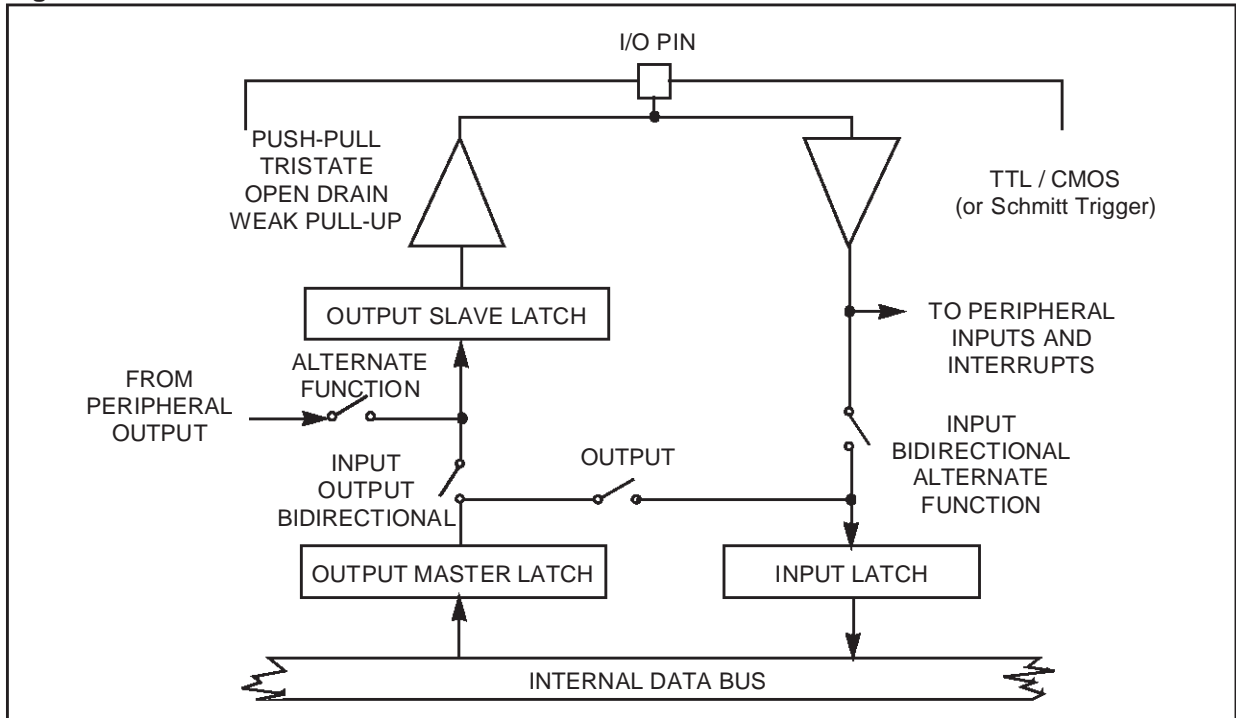 I/O PIN
PUSH-PULL
TRISTATE
OPEN DRAIN
WEAK PULL-UP
TTL / CMOS
(or Schmitt Trigger)
OUTPUT SLAVE LATCH
TO PERIPHERAL
INPUTS AND
INTERRUPTS
ALTERNATE
FUNCTION
FROM
PERIPHERAL
OUTPUT
INPUT
OUTPUT
BIDIRECTIONAL
OUTPUT
INPUT
BIDIRECTIONAL
ALTERNATE
FUNCTION
OUTPUT MASTER LATCH
INPUT LATCH
INTERNAL DATA BUS